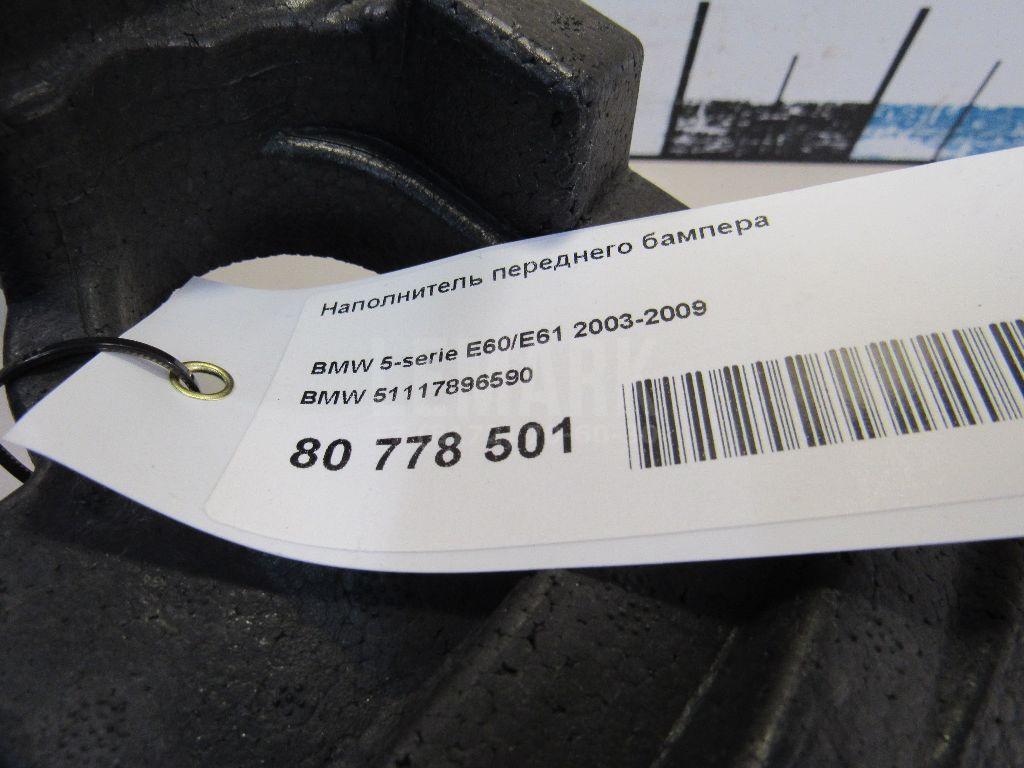 Наполнитель переднего бампера
BMW 5-serie E60/E61 2003-2009
BMW 51117896590
80 778 501